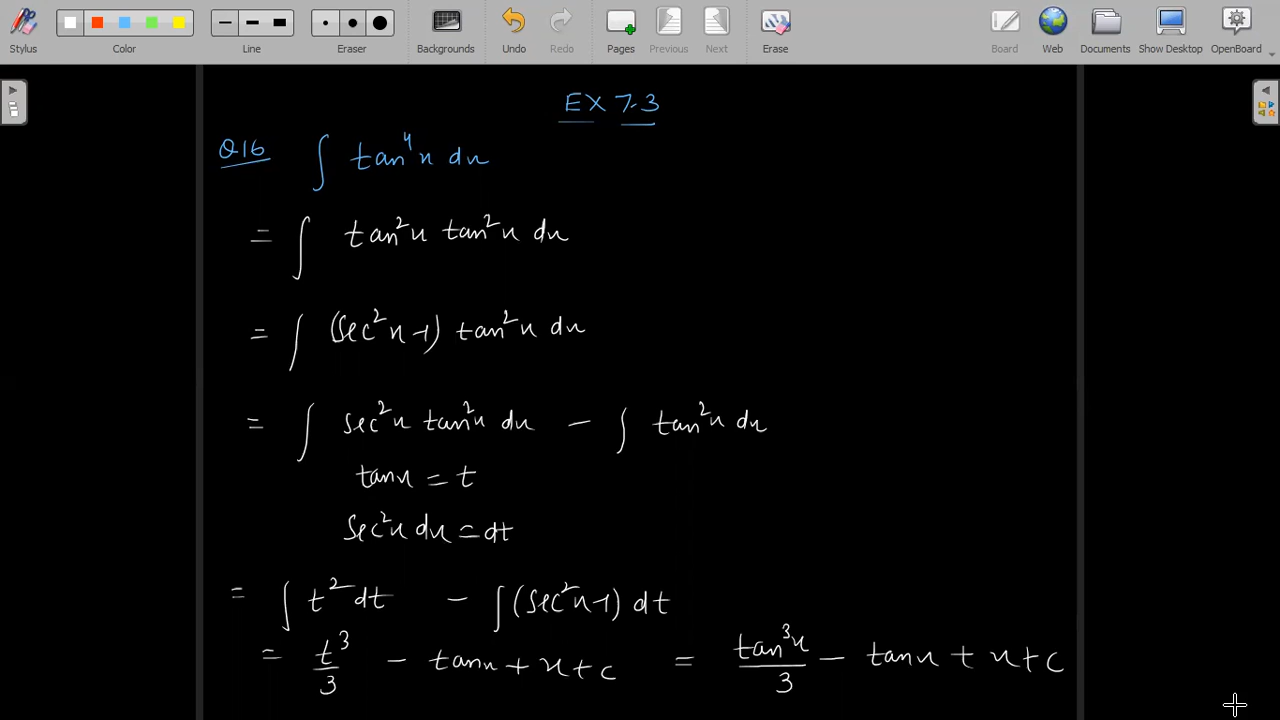 Stylus Color Line Eraser Backgrounds Undo Redo Pages Previous Next Erase Board Web Documents Show Desktop OpenBoard
EX 7.3
Q16 ∫ tan⁴x dx
= ∫ tan²x tan²x dx
= ∫ (sec²x-1) tan²x dx
= ∫ sec²x tan²x dx - ∫ tan²x dx
tanx = t
sec²x dx = dt
= ∫ t² dt - ∫ (sec²x-1) dt
= t³/3 - tanx + x + c = tan³x/3 - tanx + x + c